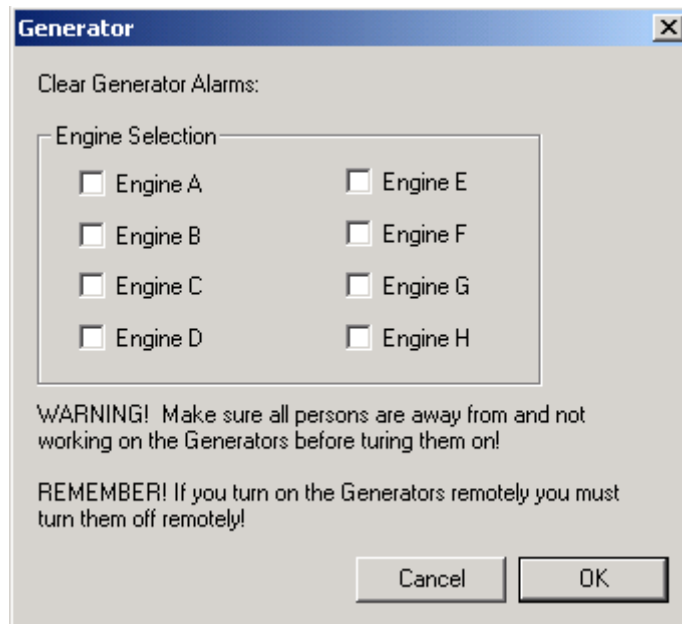 Generator
Clear Generator Alarms:
Engine Selection
Engine A
Engine E
Engine B
Engine F
Engine C
Engine G
Engine D
Engine H
WARNING!  Make sure all persons are away from and not
working on the Generators before turing them on!
REMEMBER! If you turn on the Generators remotely you must
turn them off remotely!
Cancel
OK